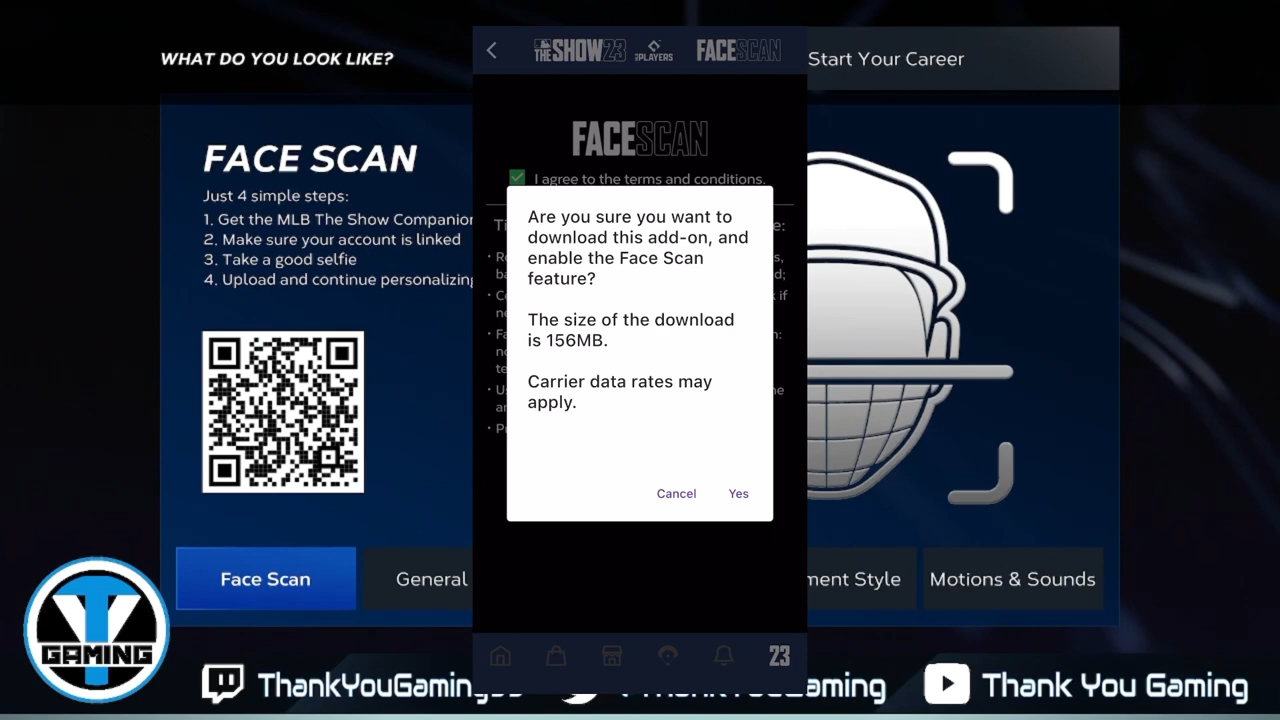 WHAT DO YOU LOOK LIKE?
THE SHOW 23 PLAYERS FACESCAN
Start Your Career
FACE SCAN
Just 4 simple steps:
1. Get the MLB The Show Companion
2. Make sure your account is linked
3. Take a good selfie
4. Upload and continue personalizing
FACESCAN
I agree to the terms and conditions.
Are you sure you want to
download this add-on, and
enable the Face Scan
feature?
The size of the download
is 156MB.
Carrier data rates may
apply.
Cancel Yes
Face Scan
General
ment Style
Motions & Sounds
23
TY
GAMING
ThankYouGaming
Gaming
Thank You Gaming